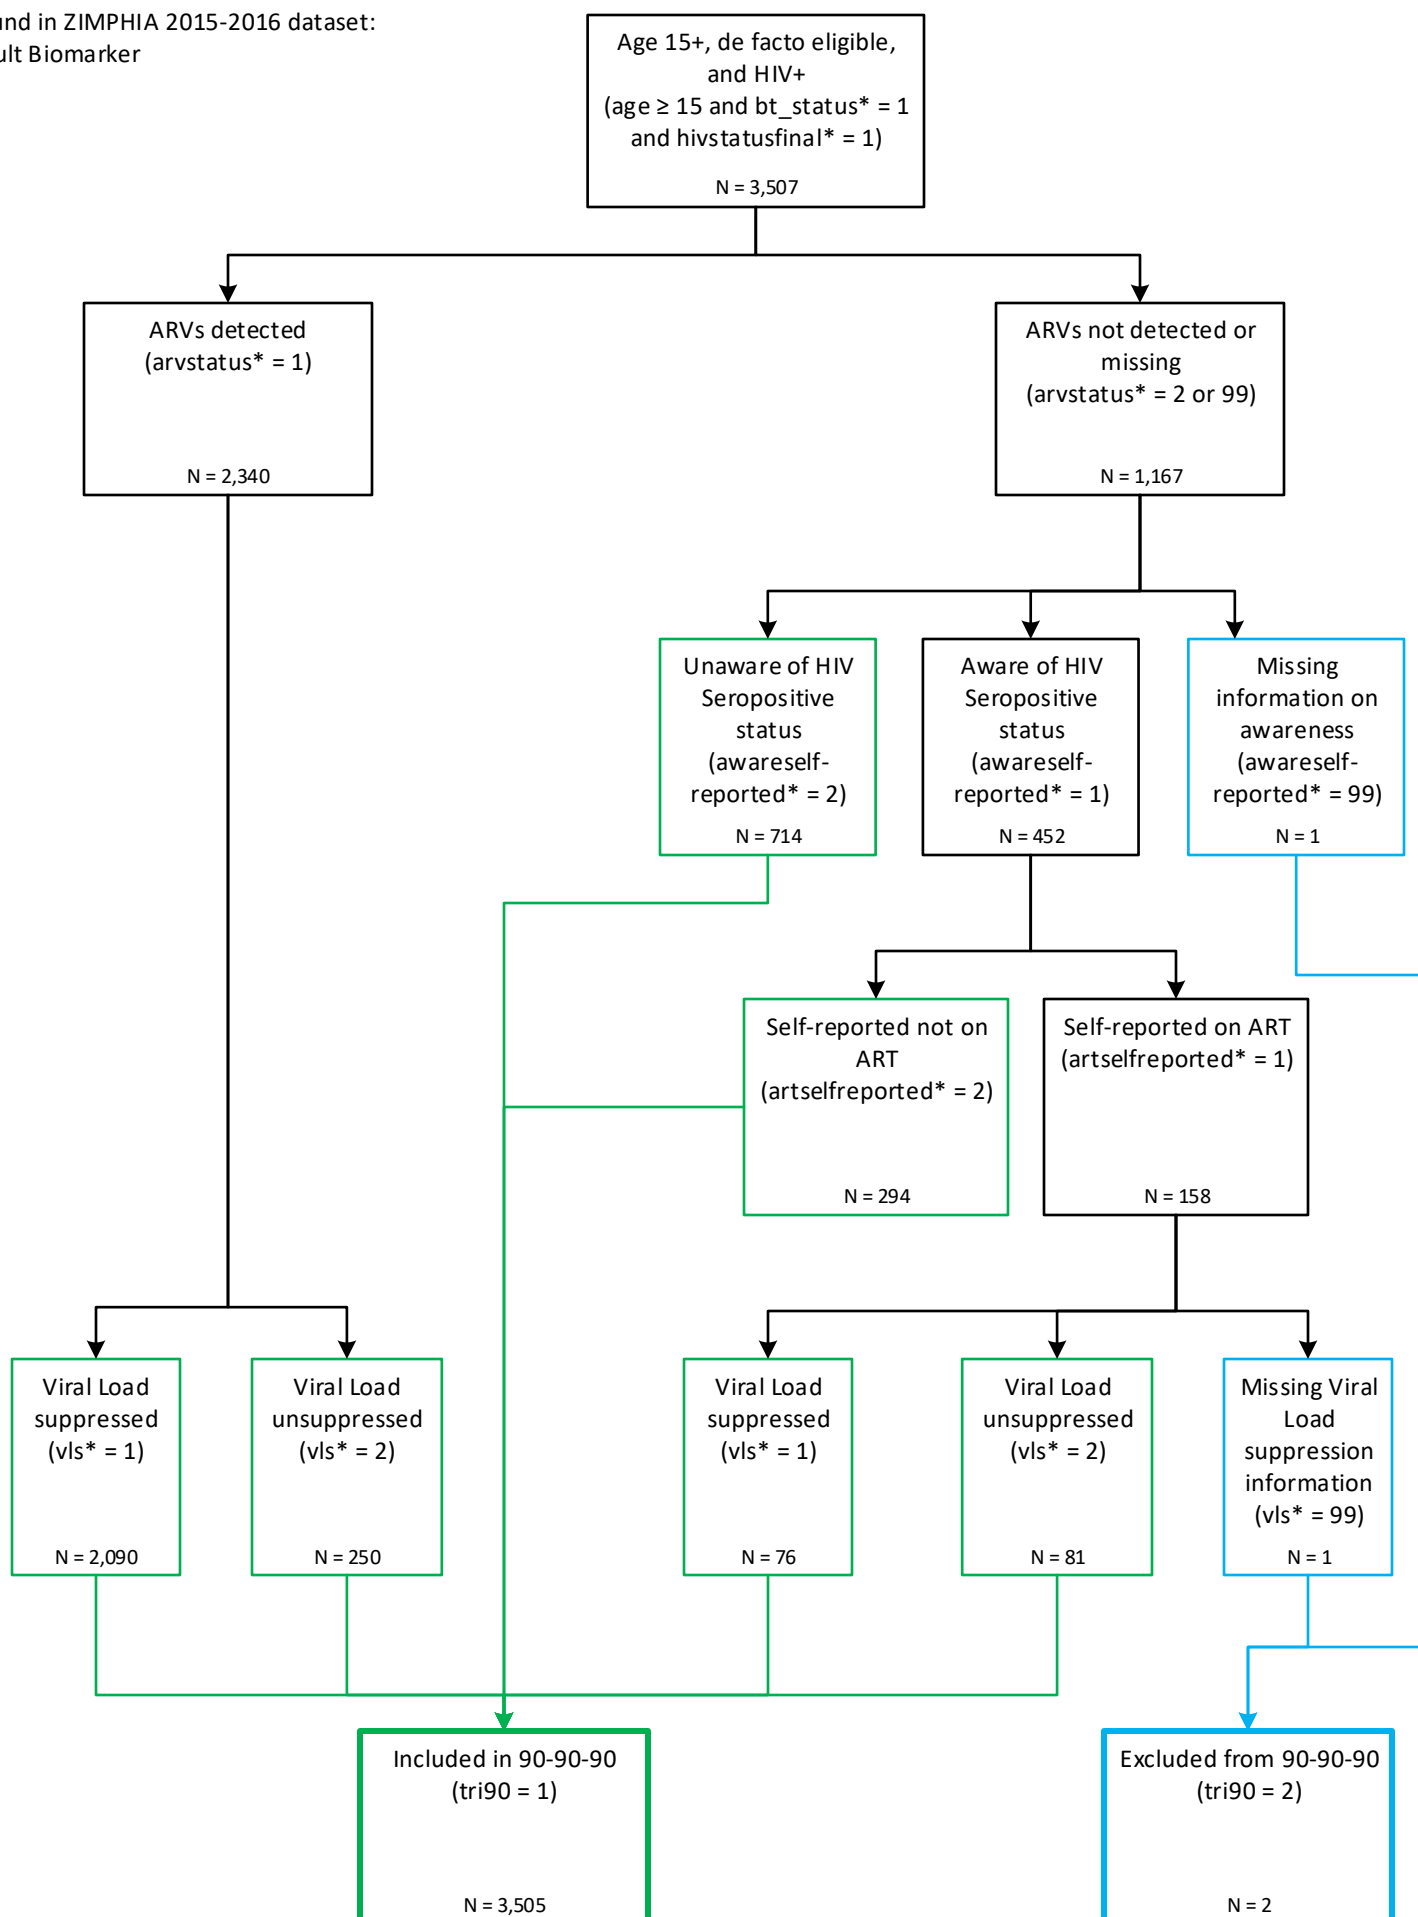 und in ZIMPHIA 2015-2016 dataset:
ult Biomarker
Age 15+, de facto eligible,
and HIV+
(age ≥ 15 and bt_status* = 1
and hivstatusfinal* = 1)
N = 3,507
ARVs detected
(arvstatus* = 1)
N = 2,340
ARVs not detected or
missing
(arvstatus* = 2 or 99)
N = 1,167
Unaware of HIV
Seropositive
status
(awareself-
reported* = 2)
N = 714
Aware of HIV
Seropositive
status
(awareself-
reported* = 1)
N = 452
Missing
information on
awareness
(awareself-
reported* = 99)
N = 1
Self-reported not on
ART
(artselfreported* = 2)
N = 294
Self-reported on ART
(artselfreported* = 1)
N = 158
Viral Load
suppressed
(vls* = 1)
N = 2,090
Viral Load
unsuppressed
(vls* = 2)
N = 250
Viral Load
suppressed
(vls* = 1)
N = 76
Viral Load
unsuppressed
(vls* = 2)
N = 81
Missing Viral
Load
suppression
information
(vls* = 99)
N = 1
Included in 90-90-90
(tri90 = 1)
N = 3,505
Excluded from 90-90-90
(tri90 = 2)
N = 2